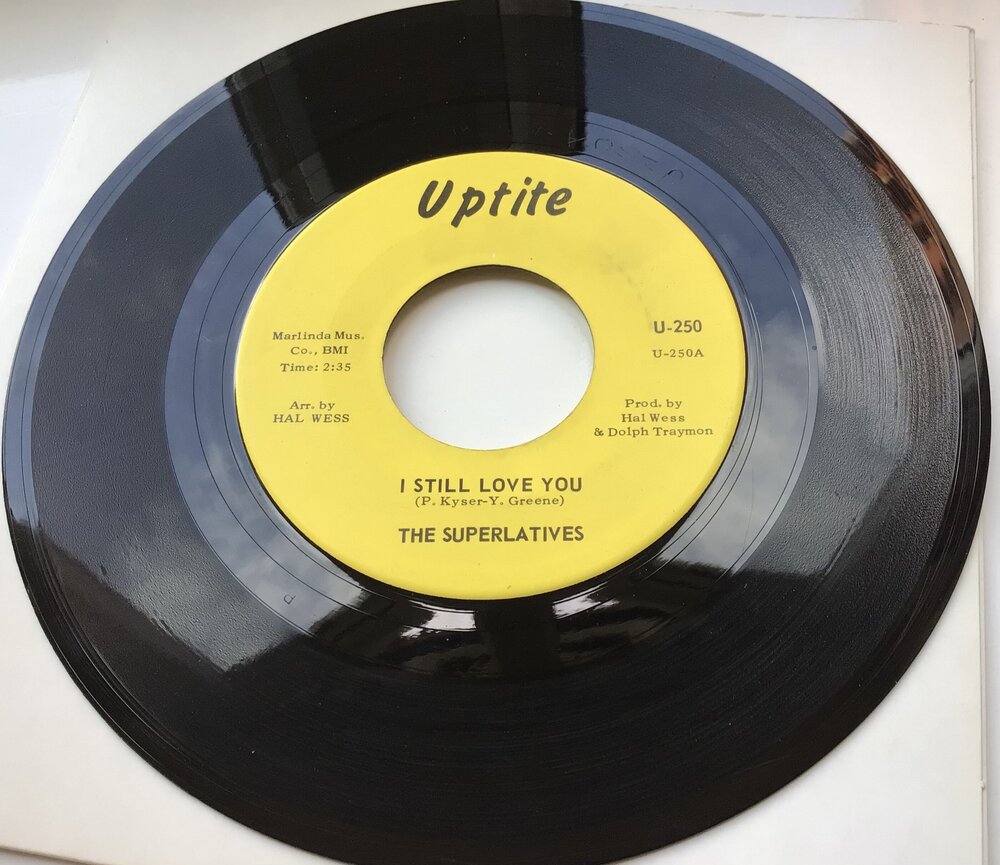 Uptite
Marlinda Mus.
Co., BMI
Time: 2:35
Arr. by
HAL WESS
U-250
U-250A
Prod. by
Hal Wess
& Dolph Traymon
I STILL LOVE YOU
(P. Kyser-Y. Greene)
THE SUPERLATIVES